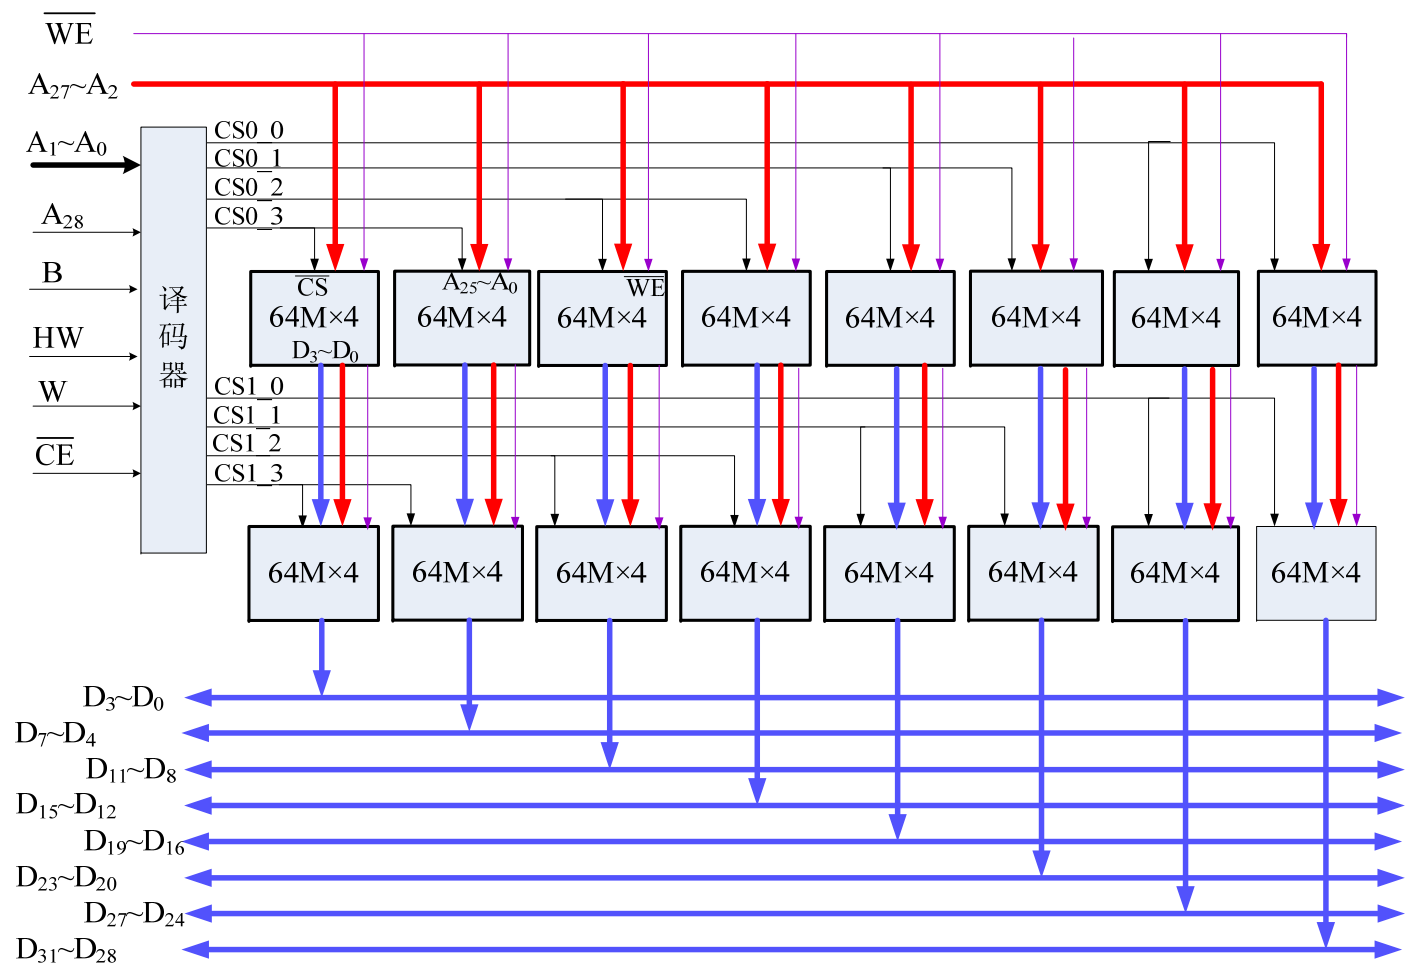 WE
A27~A2
CS0_0
A1~A0
CS0_1
CS0_2
CS0_3
A28
B
HW
W
CE
译码器
CS A25~A0 WE
64M×4 64M×4 64M×4 64M×4 64M×4 64M×4 64M×4 64M×4
D3~D0
CS1_0
CS1_1
CS1_2
CS1_3
64M×4 64M×4 64M×4 64M×4 64M×4 64M×4 64M×4 64M×4
D3~D0
D7~D4
D11~D8
D15~D12
D19~D16
D23~D20
D27~D24
D31~D28